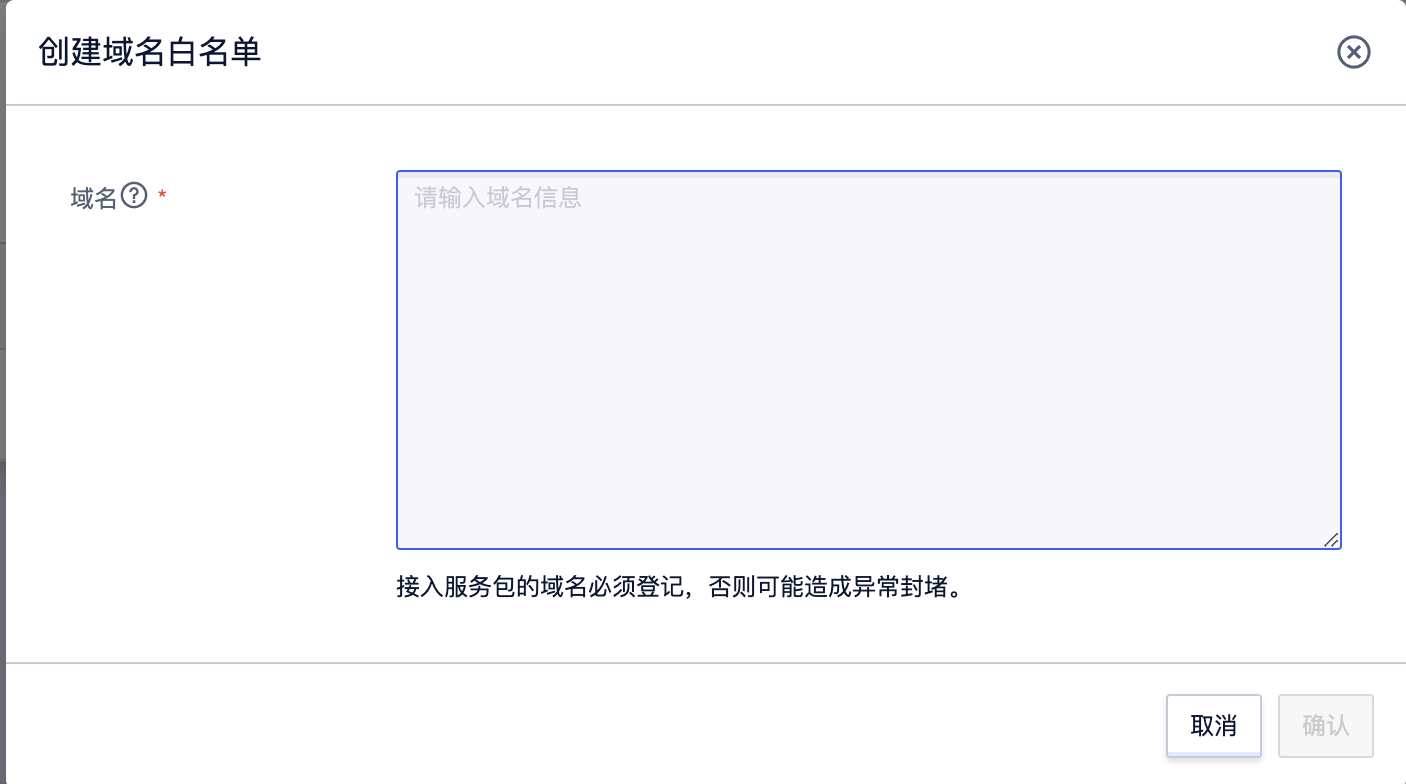 创建域名白名单
域名? *
请输入域名信息
接入服务包的域名必须登记，否则可能造成异常封堵。
取消
确认